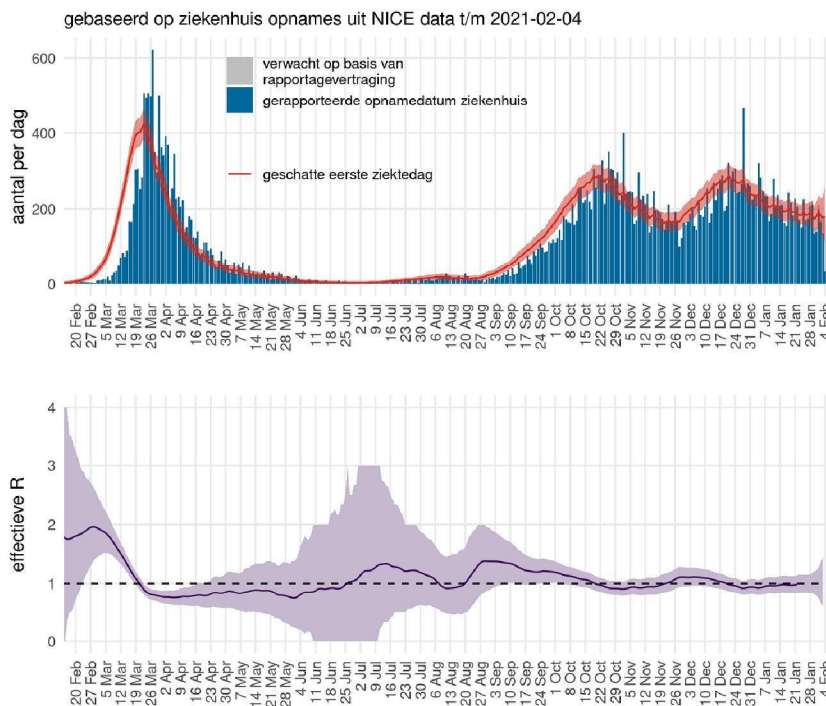 gebaseerd op ziekenhuis opnames uit NICE data t/m 2021-02-04
verwacht op basis van
rapportagevertraging
gerapporteerde opnamedatum ziekenhuis
geschatte eerste ziektedag
aantal per dag
600
400
200
0
20 Feb
27 Feb
5 Mar
12 Mar
19 Mar
26 Mar
2 Apr
9 Apr
16 Apr
23 Apr
30 Apr
7 May
14 May
21 May
28 May
4 Jun
11 Jun
18 Jun
25 Jun
2 Jul
9 Jul
16 Jul
23 Jul
30 Jul
6 Aug
13 Aug
20 Aug
27 Aug
3 Sep
10 Sep
17 Sep
24 Sep
1 Oct
8 Oct
15 Oct
22 Oct
29 Oct
5 Nov
12 Nov
19 Nov
26 Nov
3 Dec
10 Dec
17 Dec
24 Dec
31 Dec
7 Jan
14 Jan
21 Jan
28 Jan
4 Feb
effectieve R
4
3
2
1
0
20 Feb
27 Feb
5 Mar
12 Mar
19 Mar
26 Mar
2 Apr
9 Apr
16 Apr
23 Apr
30 Apr
7 May
14 May
21 May
28 May
4 Jun
11 Jun
18 Jun
25 Jun
2 Jul
9 Jul
16 Jul
23 Jul
30 Jul
6 Aug
13 Aug
20 Aug
27 Aug
3 Sep
10 Sep
17 Sep
24 Sep
1 Oct
8 Oct
15 Oct
22 Oct
29 Oct
5 Nov
12 Nov
19 Nov
26 Nov
3 Dec
10 Dec
17 Dec
24 Dec
31 Dec
7 Jan
14 Jan
21 Jan
28 Jan
4 Feb